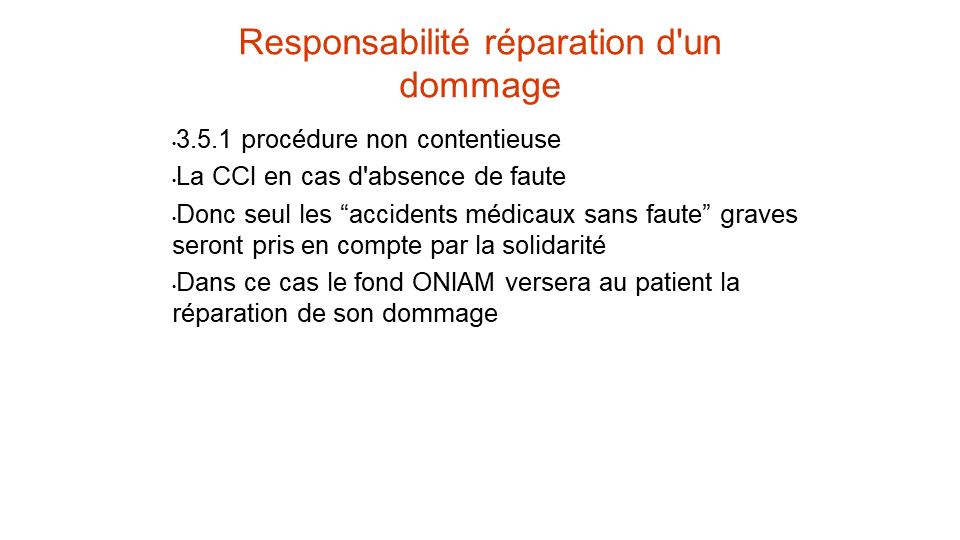 Responsabilité réparation d'un
dommage
•3.5.1 procédure non contentieuse
•La CCI en cas d'absence de faute
•Donc seul les “accidents médicaux sans faute” graves
seront pris en compte par la solidarité
•Dans ce cas le fond ONIAM versera au patient la
réparation de son dommage